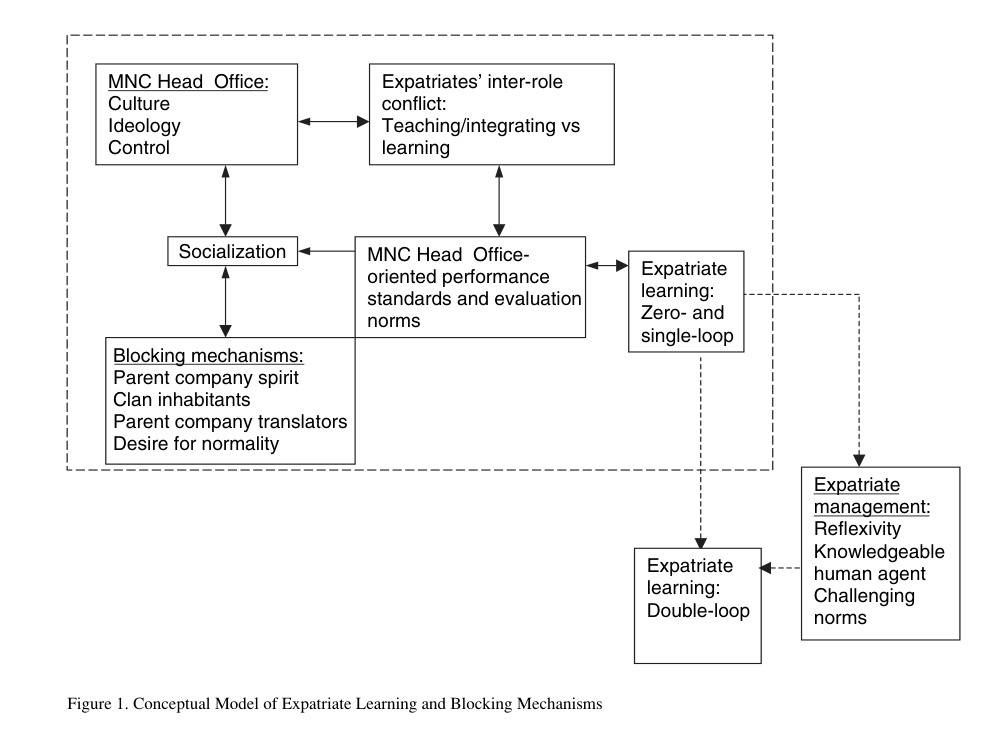 MNC Head Office:
Culture
Ideology
Control
Expatriates' inter-role
conflict:
Teaching/integrating vs
learning
Socialization
MNC Head Office-
oriented performance
standards and evaluation
norms
Expatriate
learning:
Zero- and
single-loop
Blocking mechanisms:
Parent company spirit
Clan inhabitants
Parent company translators
Desire for normality
Expatriate
management:
Reflexivity
Knowledgeable
human agent
Challenging
norms
Expatriate
learning:
Double-loop
Figure 1. Conceptual Model of Expatriate Learning and Blocking Mechanisms